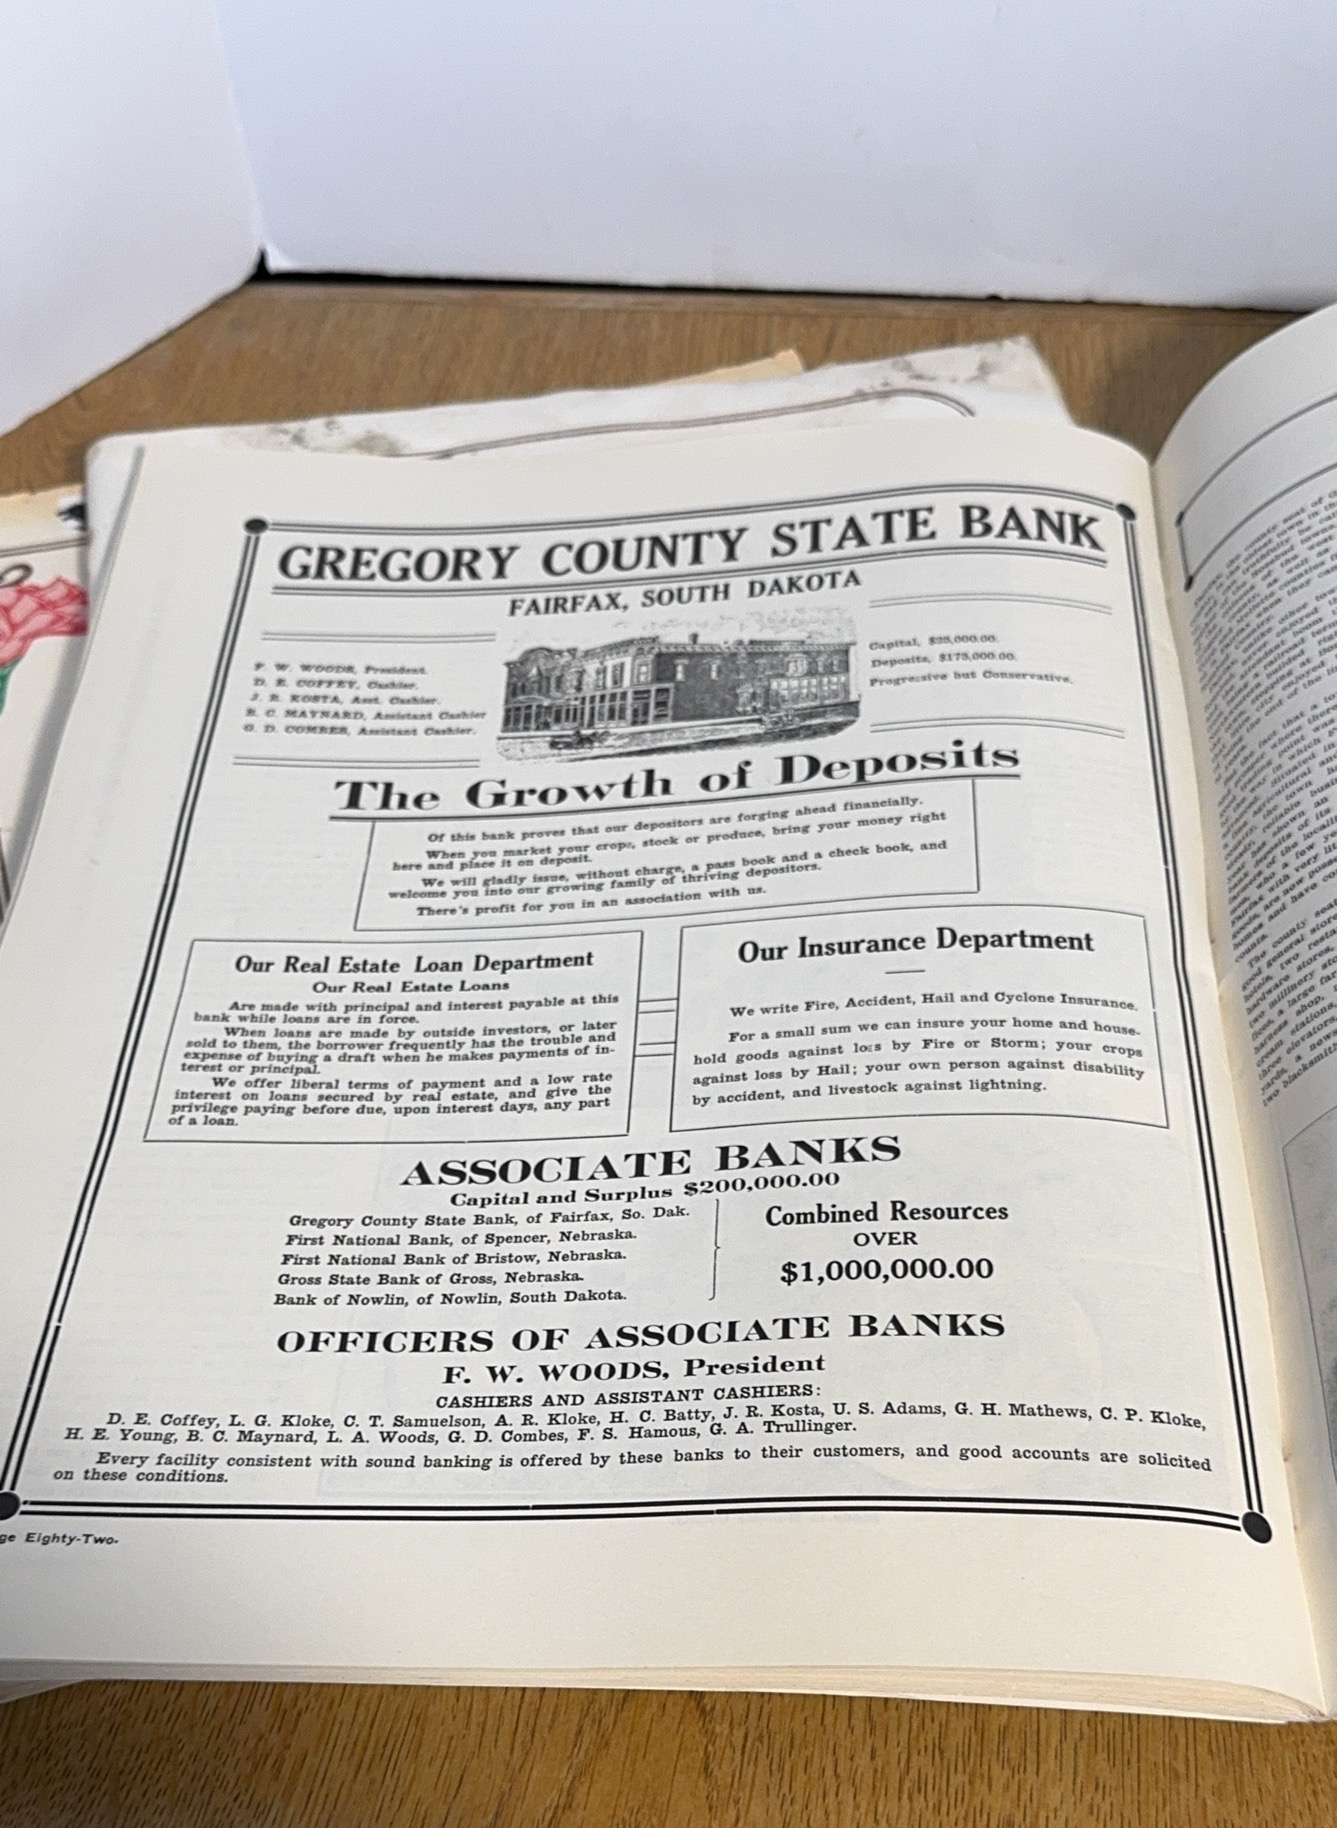 GREGORY COUNTY STATE BANK
FAIRFAX, SOUTH DAKOTA
F. W. WOODS, President.
D. E. COFFEY, Cashier.
J. R. KOSTA, Asst. Cashier.
B. C. MAYNARD, Assistant Cashier
G. D. COMBES, Assistant Cashier.
Capital, $25,000.00.
Deposits, $175,000.00.
Progressive but Conservative.
The Growth of Deposits
Of this bank proves that our depositors are forging ahead financially.
When you market your crops, stock or produce, bring your money right
here and place it on deposit.
We will gladly issue, without charge, a pass book and a check book, and
welcome you into our growing family of thriving depositors.
There's profit for you in an association with us.
Our Real Estate Loan Department
Our Real Estate Loans
Are made with principal and interest payable at this
bank while loans are in force.
When loans are made by outside investors, or later
sold to them, the borrower frequently has the trouble and
expense of buying a draft when he makes payments of in-
terest or principal.
We offer liberal terms of payment and a low rate
interest on loans secured by real estate, and give the
privilege paying before due, upon interest days, any part
of a loan.
Our Insurance Department
We write Fire, Accident, Hail and Cyclone Insurance.
For a small sum we can insure your home and house-
hold goods against loss by Fire or Storm; your crops
against loss by Hail; your own person against disability
by accident, and livestock against lightning.
ASSOCIATE BANKS
Capital and Surplus $200,000.00
Gregory County State Bank, of Fairfax, So. Dak.
First National Bank, of Spencer, Nebraska.
First National Bank of Bristow, Nebraska.
Gross State Bank of Gross, Nebraska.
Bank of Nowlin, of Nowlin, South Dakota.
Combined Resources
OVER
$1,000,000.00
OFFICERS OF ASSOCIATE BANKS
F. W. WOODS, President
CASHIERS AND ASSISTANT CASHIERS:
D. E. Coffey, L. G. Kloke, C. T. Samuelson, A. R. Kloke, H. C. Batty, J. R. Kosta, U. S. Adams, G. H. Mathews, C. P. Kloke,
H. E. Young, B. C. Maynard, L. A. Woods, G. D. Combes, F. S. Hamous, G. A. Trullinger.
Every facility consistent with sound banking is offered by these banks to their customers, and good accounts are solicited
on these conditions.
ge Eighty-Two.